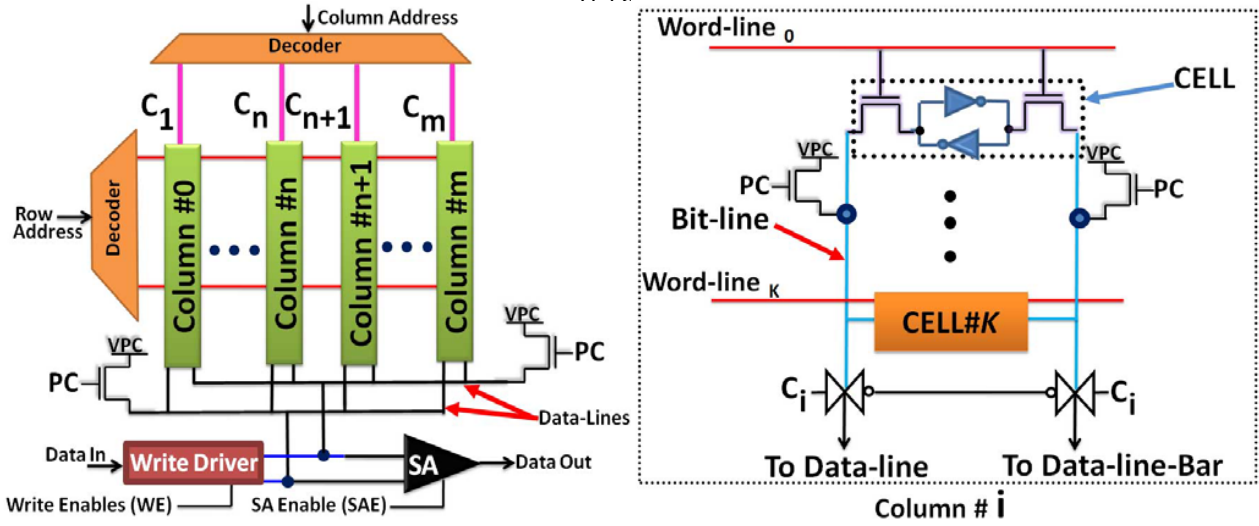 Column Address
Decoder
C1
Cn
Cn+1
Cm
Row
Address
Decoder
Column #0
Column #n
Column #n+1
Column #m
VPC
PC
VPC
PC
Data-Lines
Data In
Write Driver
SA
Data Out
Write Enables (WE)
SA Enable (SAE)
Word-line 0
CELL
VPC
PC
VPC
PC
Bit-line
Word-line K
CELL#K
Ci
Ci
To Data-line
To Data-line-Bar
Column # i